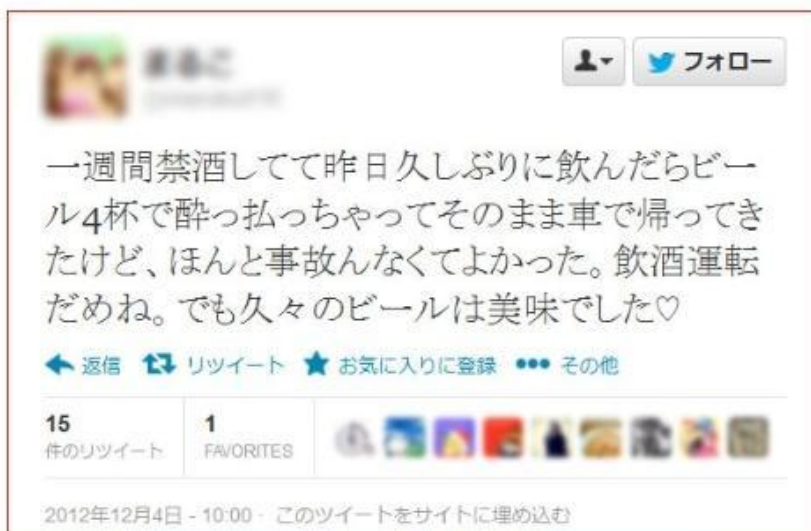 フォロー
一週間禁酒してて昨日久しぶりに飲んだらビー
ル4杯で酔っ払っちゃってそのまま車で帰ってき
たけど、ほんと事故んなくてよかった。飲酒運転
だめね。でも久々のビールは美味でした♡
返信 リツイート お気に入りに登録 その他
15 1
件のリツイート FAVORITES
2012年12月4日 - 10:00 · このツイートをサイトに埋め込む